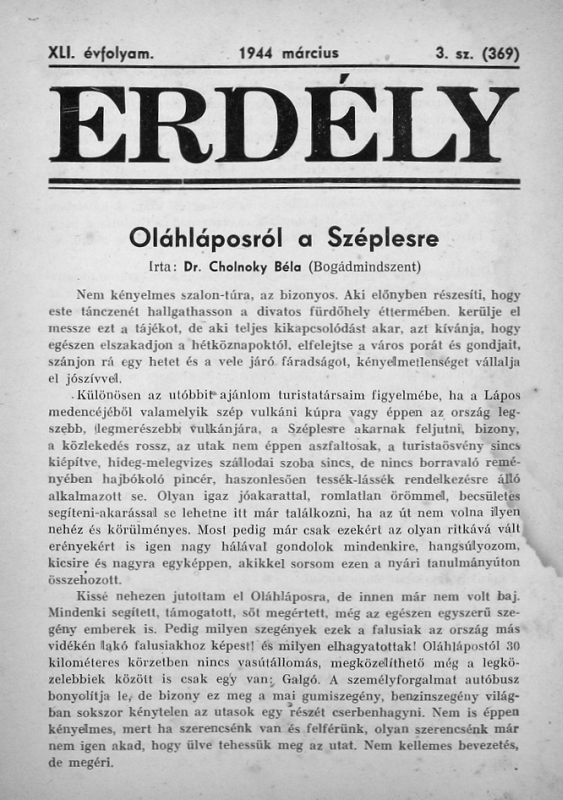 XLI. évfolyam. 1944 március 3. sz. (369)
ERDÉLY
Oláhláposról a Széplesre
Irta: Dr. Cholnoky Béla (Bogádmindszent)
Nem kényelmes szalon-túra, az bizonyos. Aki előnyben részesíti, hogy
este tánczenét hallgathasson a divatos fürdőhely éttermében. kerülje el
messze ezt a tájékot, de aki teljes kikapcsolódást akar, azt kívánja, hogy
egészen elszakadjon a hétköznapoktól, elfelejtse a város porát és gondjait,
szánjon rá egy hetet és a vele járó fáradságot, kényelmetlenséget vállalja
el jószívvel.
Különösen az utóbbit ajánlom turistatársaim figyelmébe, ha a Lápos
medencéjéből valamelyik szép vulkáni kúpra vagy éppen az ország leg-
szebb, legmerészebb vulkánjára, a Széplesre akarnak feljutni, bizony,
a közlekedés rossz, az utak nem éppen aszfaltosak, a turistaösvény sincs
kiépítve, hideg-melegvizes szállodai szoba sincs, de nincs borravaló remé-
nyében hajbókoló pincér, haszonlesően tessék-lássék rendelkezésre álló
alkalmazott se. Olyan igaz jóakarattal, romlatlan örömmel, becsületes
segíteni-akarással se lehetne itt már találkozni, ha az út nem volna ilyen
nehéz és körülményes. Most pedig már csak ezekért az olyan ritkává vált
erényekért is igen nagy hálával gondolok mindenkire, hangsúlyozom,
kicsire és nagyra egyképpen, akikkel sorsom ezen a nyári tanulmányúton
összehozott.
Kissé nehezen jutottam el Oláhláposra, de innen már nem volt baj.
Mindenki segített, támogatott, sőt megértett, még az egészen egyszerű sze-
gény emberek is. Pedig milyen szegények ezek a falusiak az ország más
vidékén lakó falusiakhoz képest! és milyen elhagyatottak! Oláhlápostól 30
kilométeres körzetben nincs vasútállomás, megközelíthető még a legkö-
zelebbiek között is csak egy van: Galgó. A személyforgalmat autóbusz
bonyolítja le, de bizony ez meg a mai gumiszegény, benzinszegény világ-
ban sokszor kénytelen az utasok egy részét cserbenhagyni. Nem is éppen
kényelmes, mert ha szerencsénk van és felférünk, olyan szerencsénk már
nem igen akad, hogy ülve tehessük meg az utat. Nem kellemes bevezetés,
de megéri.